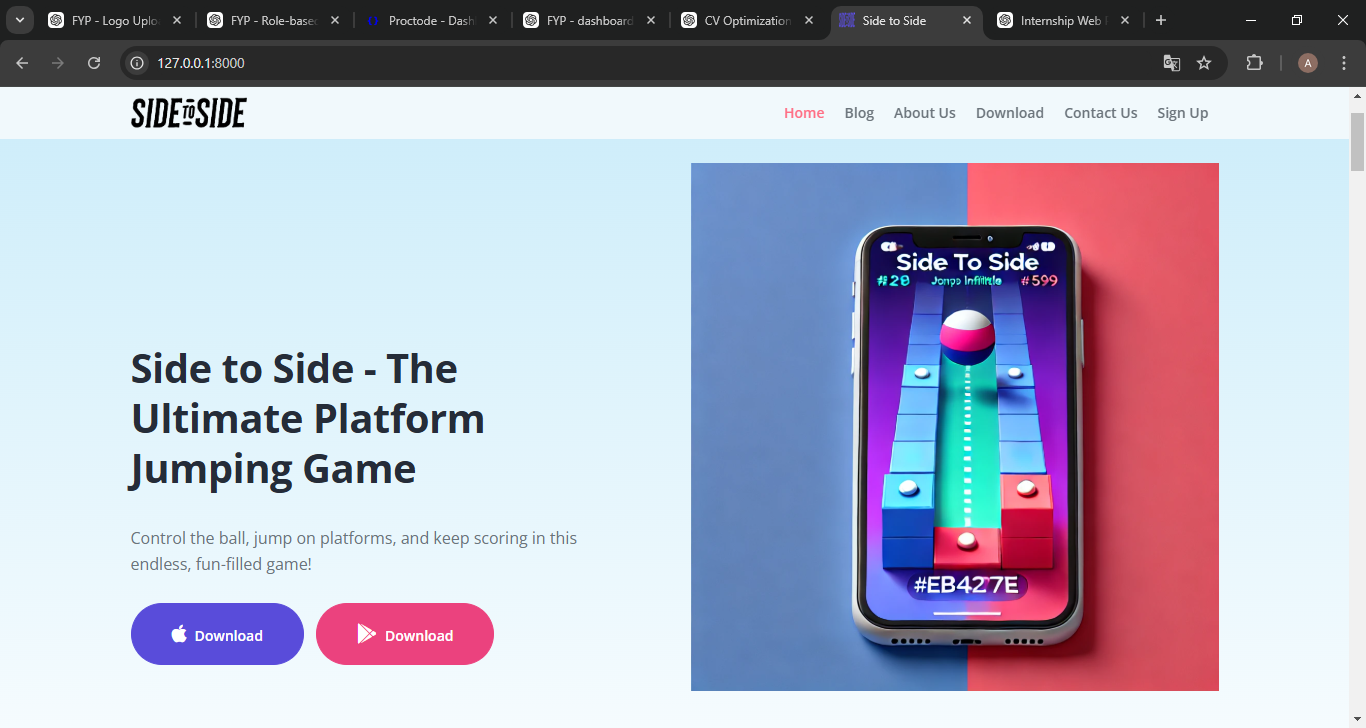 FYP - Logo Uplo
FYP - Role-base
Proctode - Dash
FYP - dashboard
CV Optimization
Side to Side
Internship Web
127.0.0.1:8000
A
SIDE TO SIDE
Home
Blog
About Us
Download
Contact Us
Sign Up
Side to Side - The
Ultimate Platform
Jumping Game
Control the ball, jump on platforms, and keep scoring in this
endless, fun-filled game!
Download
Download
Side To Side
#20
#599
#EB427E